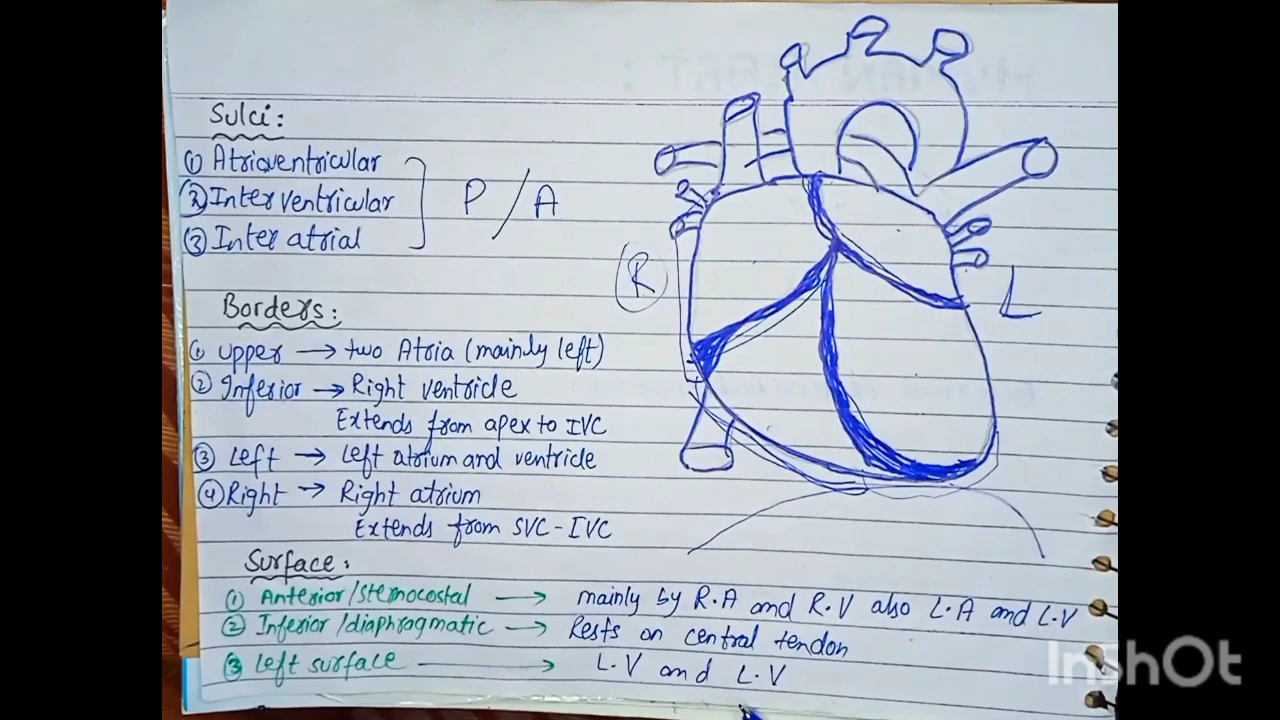 Sulci:
① Atrioventricular
② Interventricular
③ Inter atrial
P / A
Borders:
① Upper → two Atria (mainly left)
② Inferior → Right ventricle
Extends from apex to IVC
③ Left → Left atrium and ventricle
④ Right → Right atrium
Extends from SVC - IVC
Surface:
① Anterior/sternocostal → mainly by R.A and R.V also L.A and L.V
② Inferior/diaphragmatic → Rests on central tendon
③ Left surface → L.V and L.V
R
L
InShOt